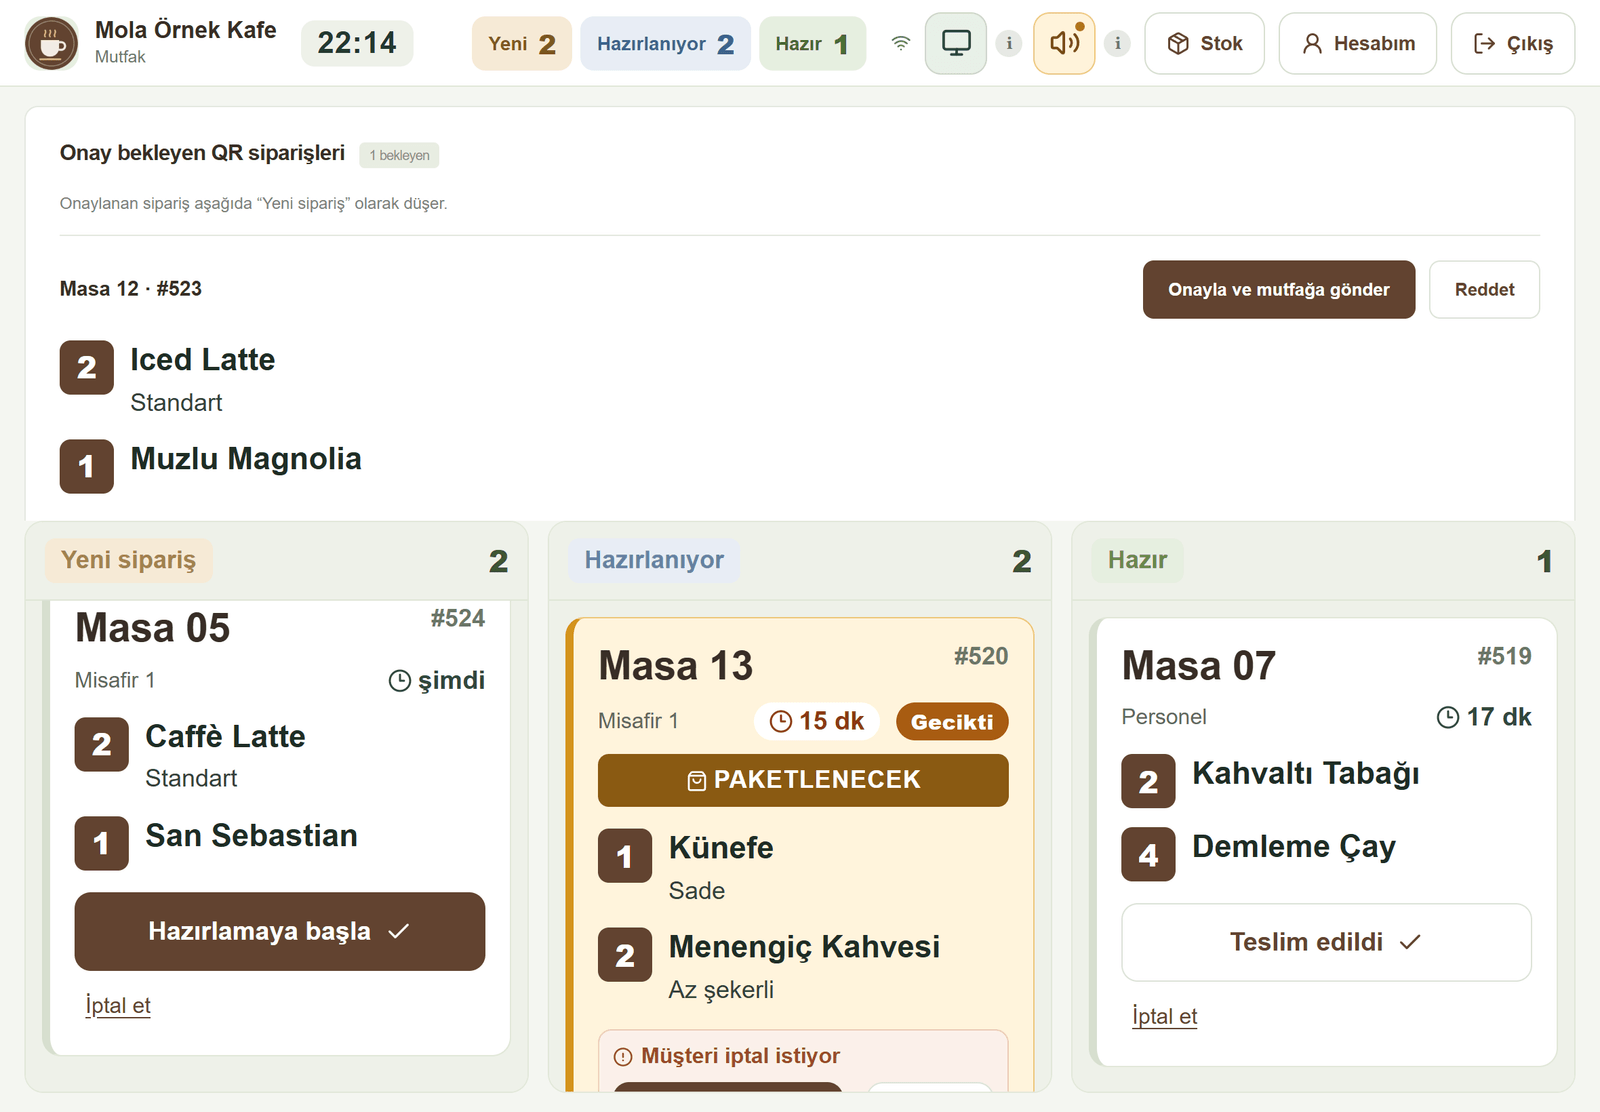 Mola Örnek Kafe
Mutfak
22:14
Yeni 2
Hazırlanıyor 2
Hazır 1
i
i
Stok
Hesabım
Çıkış
Onay bekleyen QR siparişleri
1 bekleyen
Onaylanan sipariş aşağıda “Yeni sipariş” olarak düşer.
Masa 12 · #523
Onayla ve mutfağa gönder
Reddet
2 Iced Latte
Standart
1 Muzlu Magnolia
Yeni sipariş 2
Masa 05 #524
Misafir 1 şimdi
2 Caffè Latte
Standart
1 San Sebastian
Hazırlamaya başla
İptal et
Hazırlanıyor 2
Masa 13 #520
Misafir 1 15 dk Gecikti
PAKETLENECEK
1 Künefe
Sade
2 Menengiç Kahvesi
Az şekerli
Müşteri iptal istiyor
Hazır 1
Masa 07 #519
Personel 17 dk
2 Kahvaltı Tabağı
4 Demleme Çay
Teslim edildi
İptal et